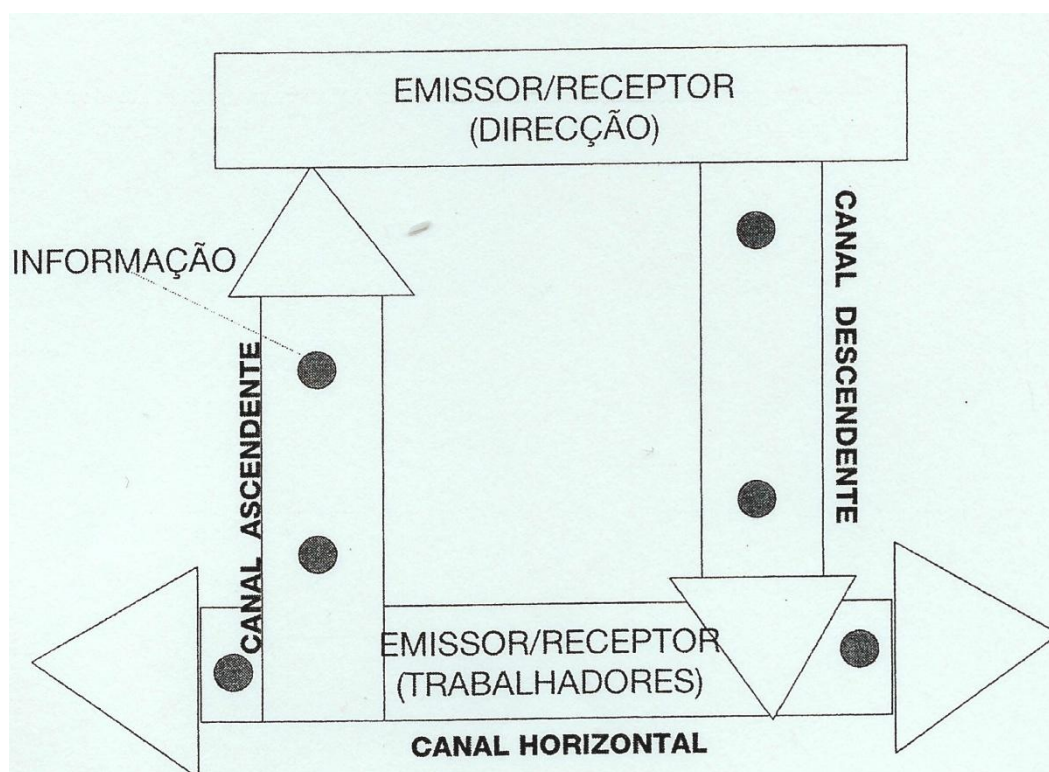 EMISSOR/RECEPTOR
(DIRECÇÃO)
INFORMAÇÃO
CANAL ASCENDENTE
CANAL DESCENDENTE
EMISSOR/RECEPTOR
(TRABALHADORES)
CANAL HORIZONTAL